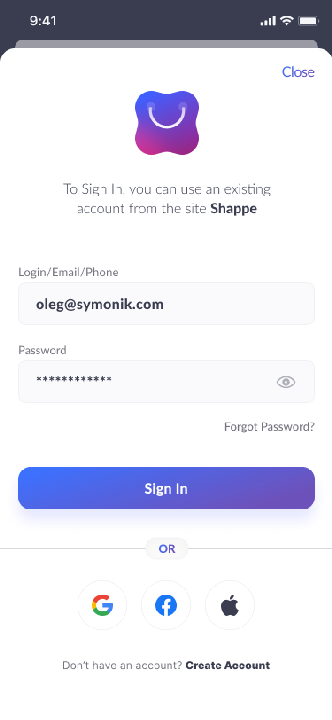 9:41
Close
To Sign In, you can use an existing
account from the site Shappe
Login/Email/Phone
oleg@symonik.com
Password
************
Forgot Password?
Sign In
OR
Don't have an account? Create Account